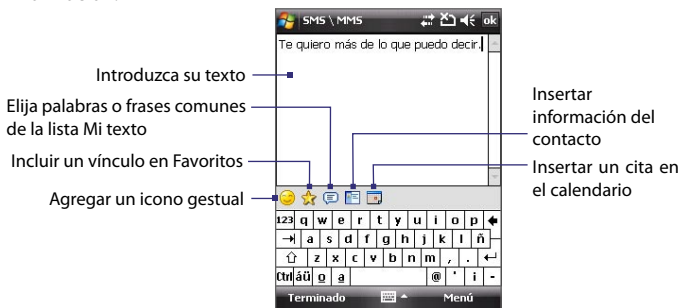 SMS \ MMS
ok
Te quiero más de lo que puedo decir.
Introduzca su texto
Elija palabras o frases comunes
de la lista Mi texto
Incluir un vínculo en Favoritos
Agregar un icono gestual
Insertar
información del
contacto
Insertar un cita en
el calendario
123 q w e r t y u i o p
a s d f g h j k l ñ
z x c v b n m , .
Ctrl áü o a @ ' i -
Terminado
Menú